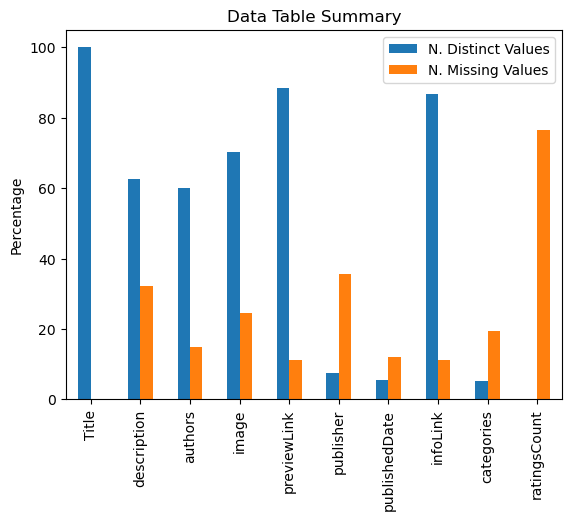 Data Table Summary
N. Distinct Values
N. Missing Values
Percentage
100
80
60
40
20
0
Title
description
authors
image
previewLink
publisher
publishedDate
infoLink
categories
ratingsCount